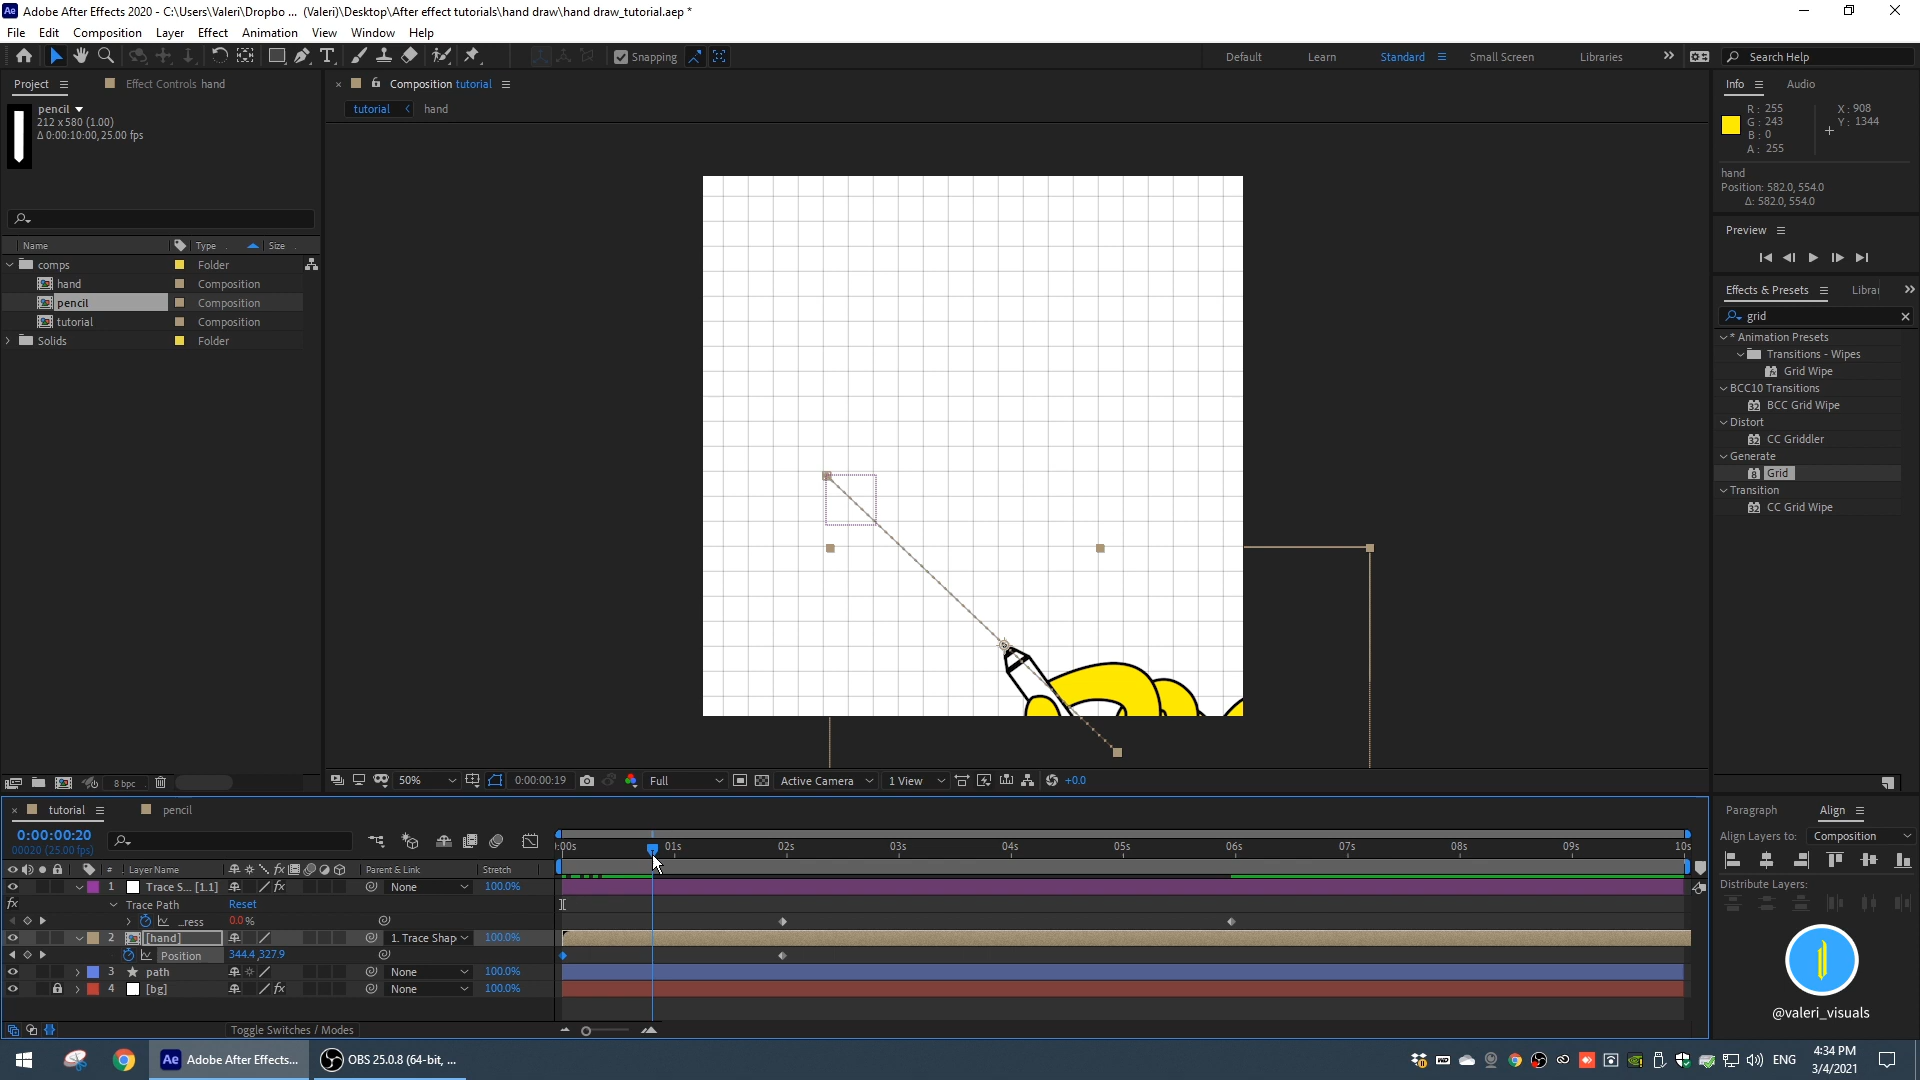 Adobe After Effects 2020 - C:\Users\Valeri\Dropbo ... (Valeri)\Desktop\After effect tutorials\hand draw\hand draw_tutorial.aep *
File Edit Composition Layer Effect Animation View Window Help
Snapping
Default Learn Standard Small Screen Libraries Search Help
Project Effect Controls hand
Composition tutorial
Info Audio
pencil
212 x 580 (1.00)
Δ 0:00:10:00, 25.00 fps
tutorial hand
R: 255
G: 243
B: 0
A: 255
X: 908
Y: 1344
hand
Position: 582.0, 554.0
Δ: 582.0, 554.0
Preview
Name Type Size
comps Folder
hand Composition
pencil Composition
tutorial Composition
Solids Folder
Effects & Presets Librar
grid
* Animation Presets
Transitions - Wipes
Grid Wipe
BCC10 Transitions
BCC Grid Wipe
Distort
CC Griddler
Generate
Grid
Transition
CC Grid Wipe
8 bpc
50% 0:00:00:19 Full Active Camera 1 View +0.0
tutorial pencil
0:00:00:20
00020 (25.00 fps)
:00s 01s 02s 03s 04s 05s 06s 07s 08s 09s 10s
# Layer Name Parent & Link Stretch
1 Trace S... [1.1] None 100.0%
Trace Path Reset
_ress 0.0 %
2 [hand] 1. Trace Shap 100.0%
Position 344.4,327.9
3 path None 100.0%
4 [bg] None 100.0%
Toggle Switches / Modes
Paragraph Align
Align Layers to: Composition
Distribute Layers:
@valeri_visuals
Adobe After Effects... OBS 25.0.8 (64-bit, ...
ENG
4:34 PM
3/4/2021